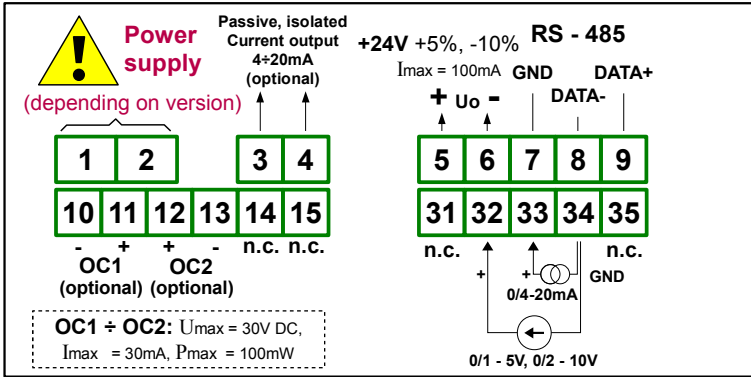 Power
supply
(depending on version)
Passive, isolated
Current output
4÷20mA
(optional)
+24V +5%, -10%
Imax = 100mA
+ Uo -
RS - 485
GND
DATA-
DATA+
1 2 3 4 5 6 7 8 9
10 11 12 13 14 15 31 32 33 34 35
- + + - n.c. n.c.
OC1 OC2
(optional) (optional)
OC1 ÷ OC2: Umax = 30V DC,
Imax = 30mA, Pmax = 100mW
n.c. n.c.
+ + GND
0/4-20mA
0/1 - 5V, 0/2 - 10V